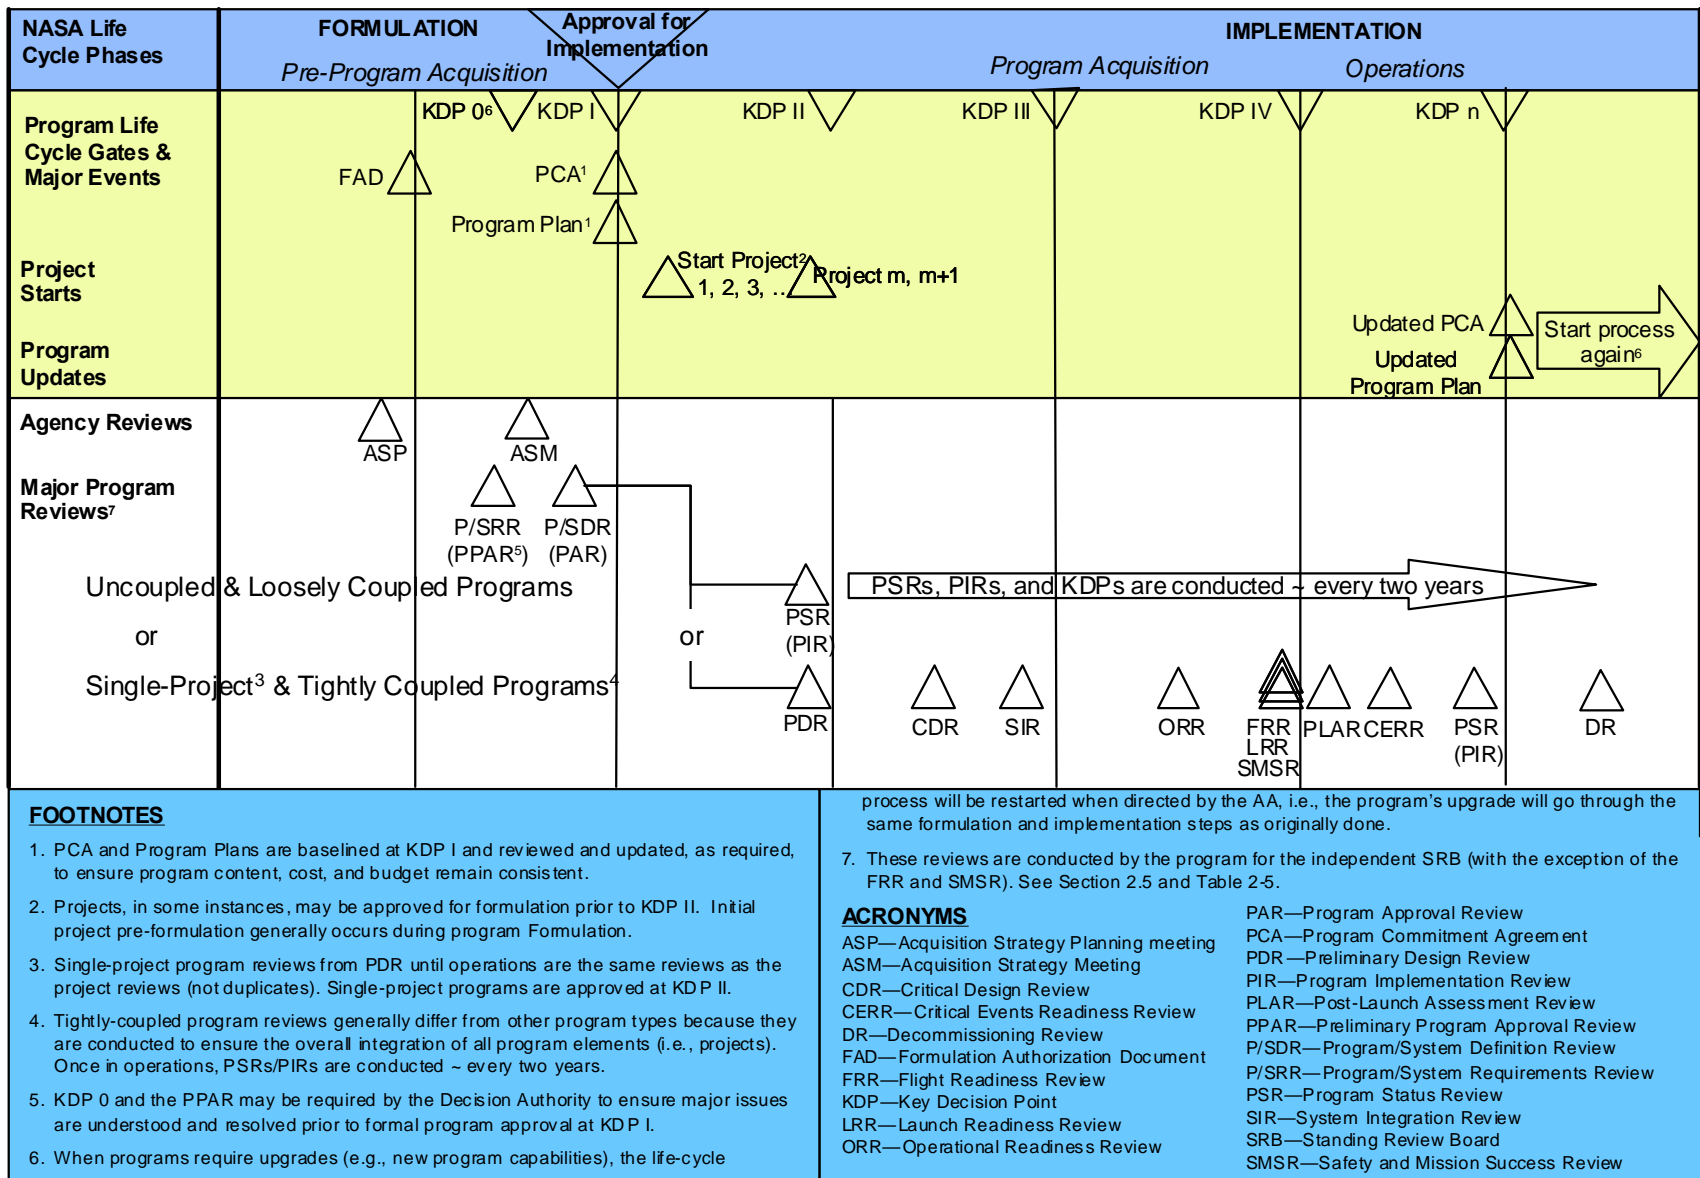 NASA Life
Cycle Phases
FORMULATION
Approval for
Implementation
IMPLEMENTATION
Pre-Program Acquisition
Program Acquisition
Operations
Program Life
Cycle Gates &
Major Events
KDP 0⁶
KDP I
KDP II
KDP III
KDP IV
KDP n
FAD
PCA¹
Program Plan¹
Project
Starts
Start Project²
1, 2, 3, …
Project m, m+1
Program
Updates
Updated PCA
Updated
Program Plan
Start process
again⁶
Agency Reviews
ASP
ASM
Major Program
Reviews⁷
P/SRR
(PPAR⁵)
P/SDR
(PAR)
Uncoupled & Loosely Coupled Programs
or
Single-Project³ & Tightly Coupled Programs⁴
or
PSR
(PIR)
PSRs, PIRs, and KDPs are conducted ~ every two years
PDR
CDR
SIR
ORR
FRR
LRR
SMSR
PLAR
CERR
PSR
(PIR)
DR
FOOTNOTES
1. PCA and Program Plans are baselined at KDP I and reviewed and updated, as required,
to ensure program content, cost, and budget remain consistent.
2. Projects, in some instances, may be approved for formulation prior to KDP II. Initial
project pre-formulation generally occurs during program Formulation.
3. Single-project program reviews from PDR until operations are the same reviews as the
project reviews (not duplicates). Single-project programs are approved at KDP II.
4. Tightly-coupled program reviews generally differ from other program types because they
are conducted to ensure the overall integration of all program elements (i.e., projects).
Once in operations, PSRs/PIRs are conducted ~ every two years.
5. KDP 0 and the PPAR may be required by the Decision Authority to ensure major issues
are understood and resolved prior to formal program approval at KDP I.
6. When programs require upgrades (e.g., new program capabilities), the life-cycle
process will be restarted when directed by the AA, i.e., the program's upgrade will go through the
same formulation and implementation steps as originally done.
7. These reviews are conducted by the program for the independent SRB (with the exception of the
FRR and SMSR). See Section 2.5 and Table 2-5.
ACRONYMS
ASP—Acquisition Strategy Planning meeting
ASM—Acquisition Strategy Meeting
CDR—Critical Design Review
CERR—Critical Events Readiness Review
DR—Decommissioning Review
FAD—Formulation Authorization Document
FRR—Flight Readiness Review
KDP—Key Decision Point
LRR—Launch Readiness Review
ORR—Operational Readiness Review
PAR—Program Approval Review
PCA—Program Commitment Agreement
PDR—Preliminary Design Review
PIR—Program Implementation Review
PLAR—Post-Launch Assessment Review
PPAR—Preliminary Program Approval Review
P/SDR—Program/System Definition Review
P/SRR—Program/System Requirements Review
PSR—Program Status Review
SIR—System Integration Review
SRB—Standing Review Board
SMSR—Safety and Mission Success Review